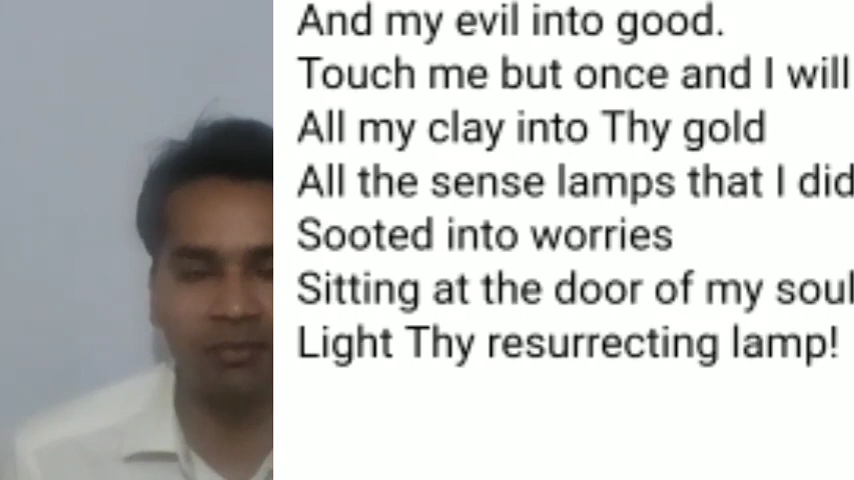 And my evil into good.
Touch me but once and I will
All my clay into Thy gold
All the sense lamps that I did
Sooted into worries
Sitting at the door of my soul
Light Thy resurrecting lamp!